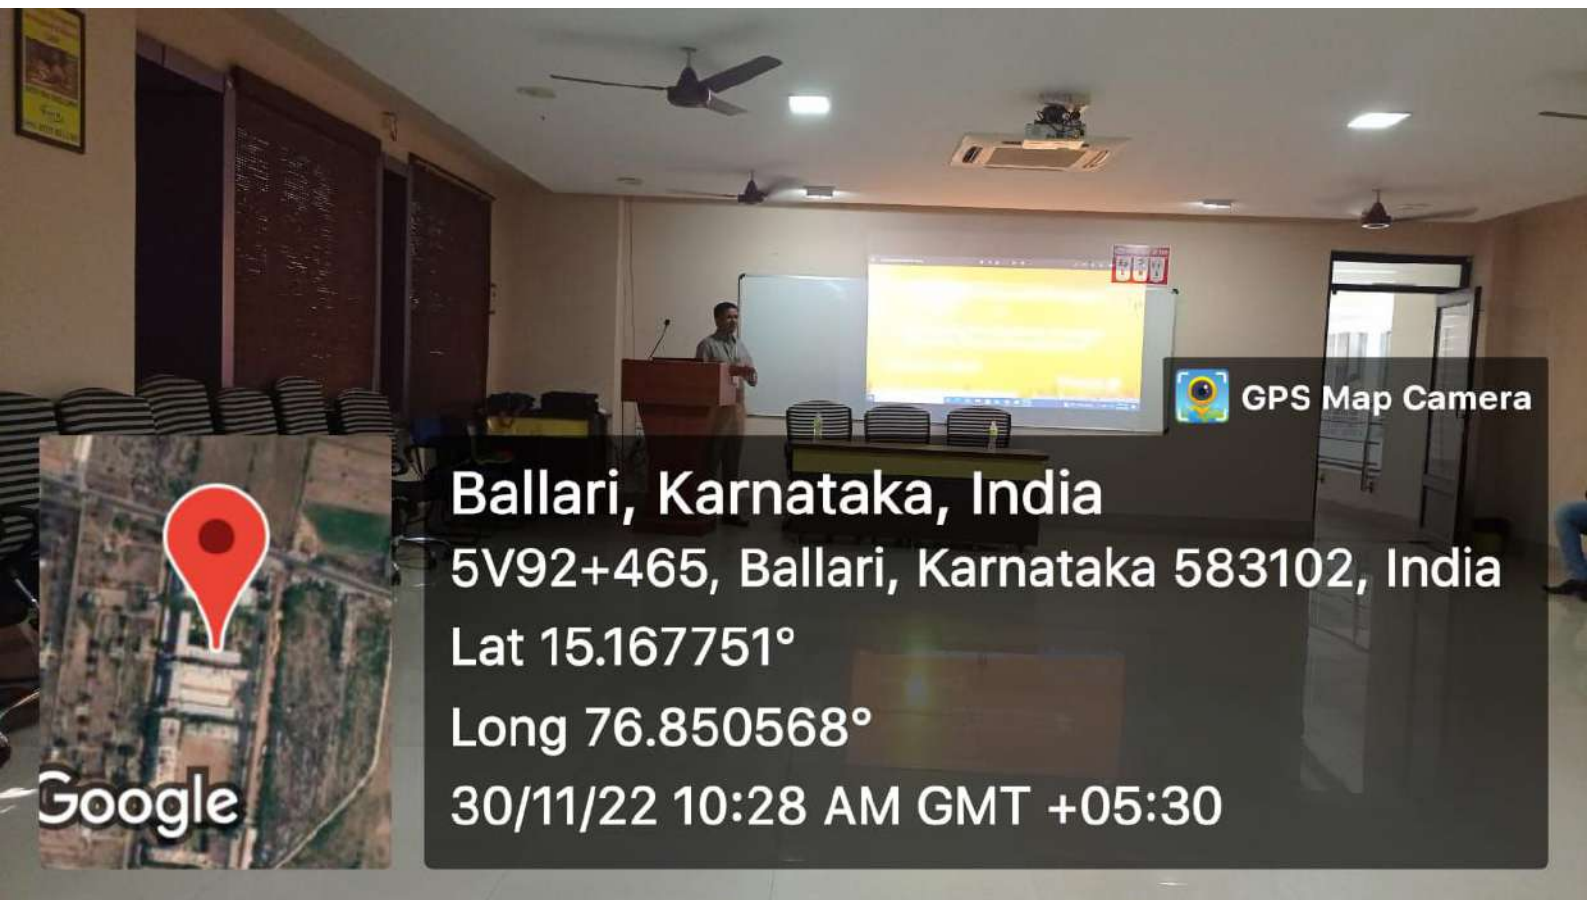 GPS Map Camera
Ballari, Karnataka, India
5V92+465, Ballari, Karnataka 583102, India
Lat 15.167751°
Long 76.850568°
30/11/22 10:28 AM GMT +05:30
Google